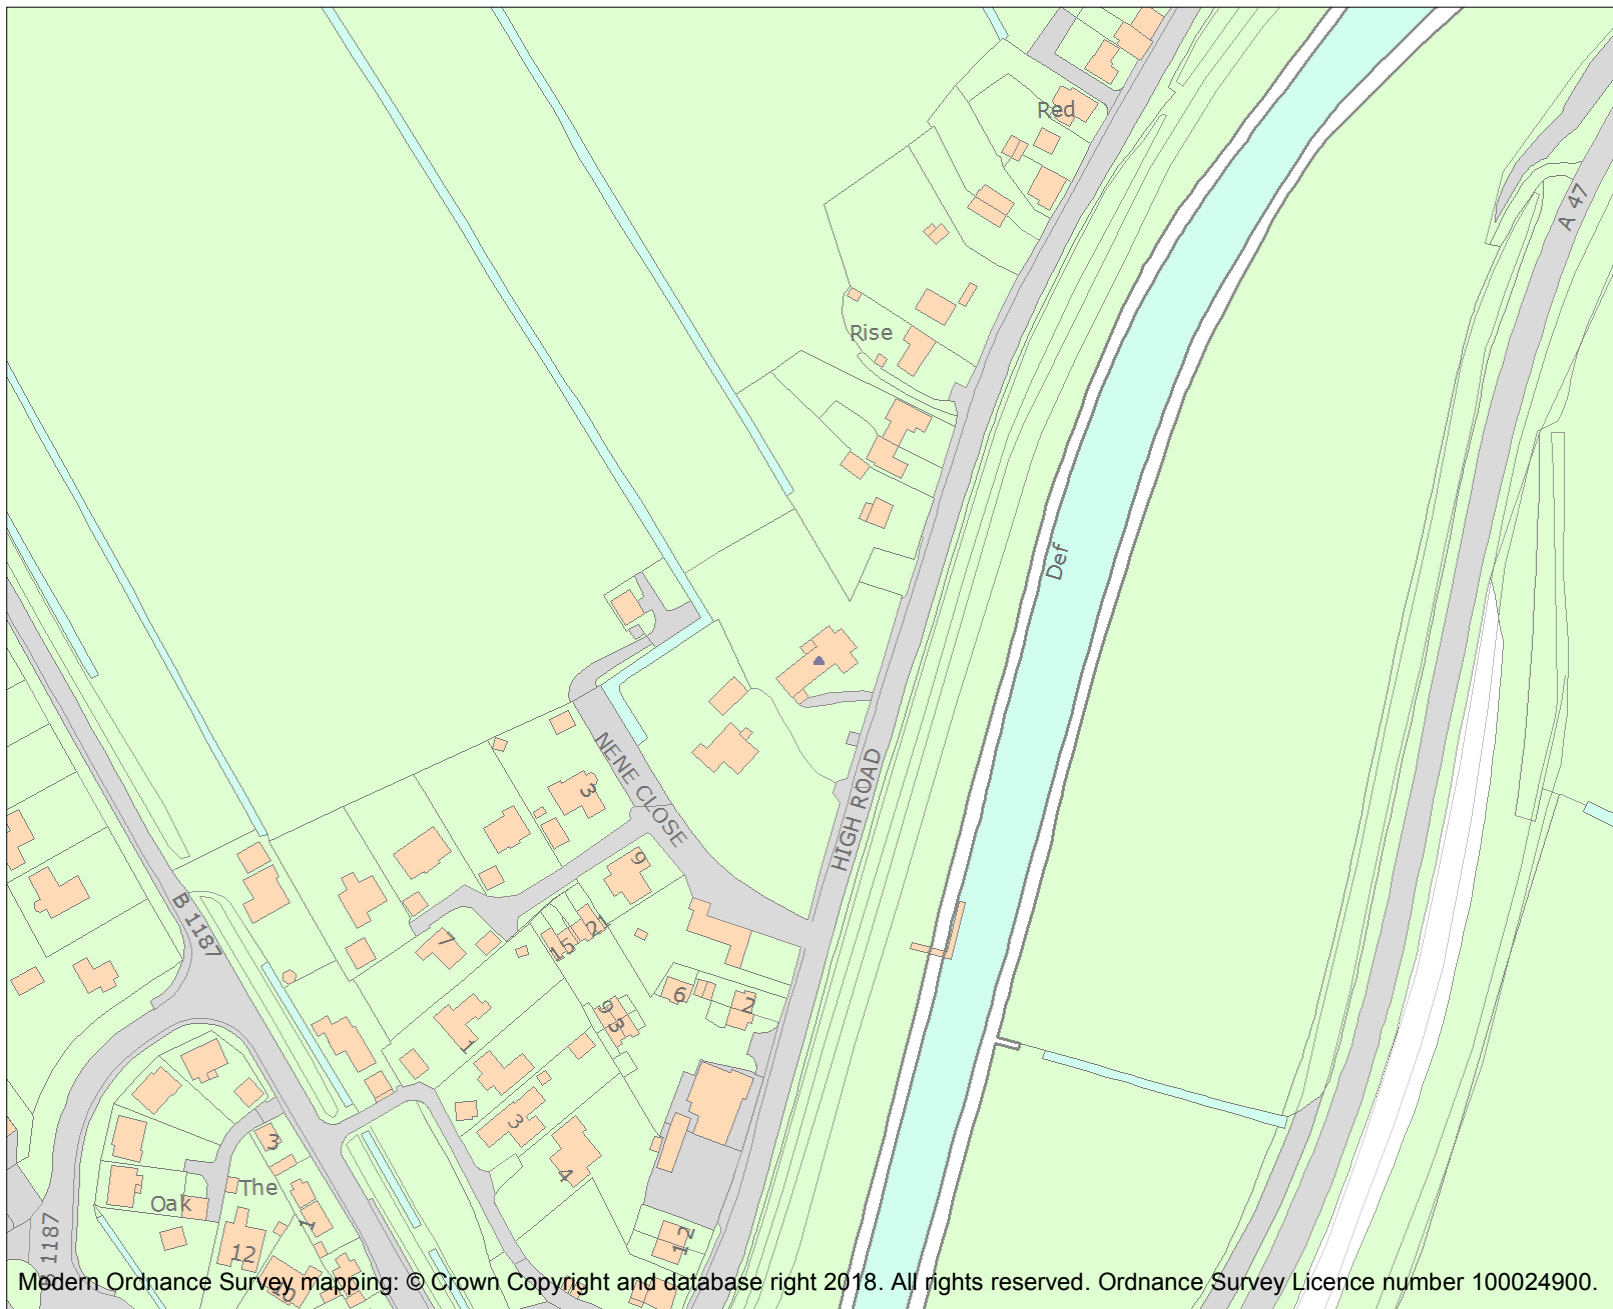 Red
A 47
Rise
Def
NENE CLOSE
3
HIGH ROAD
9
B 1187
21
15
7
6
2
9
3
1
3
3
4
The
Oak
1
12
12
B 1187
10
Modern Ordnance Survey mapping: © Crown Copyright and database right 2018. All rights reserved. Ordnance Survey Licence number 100024900.